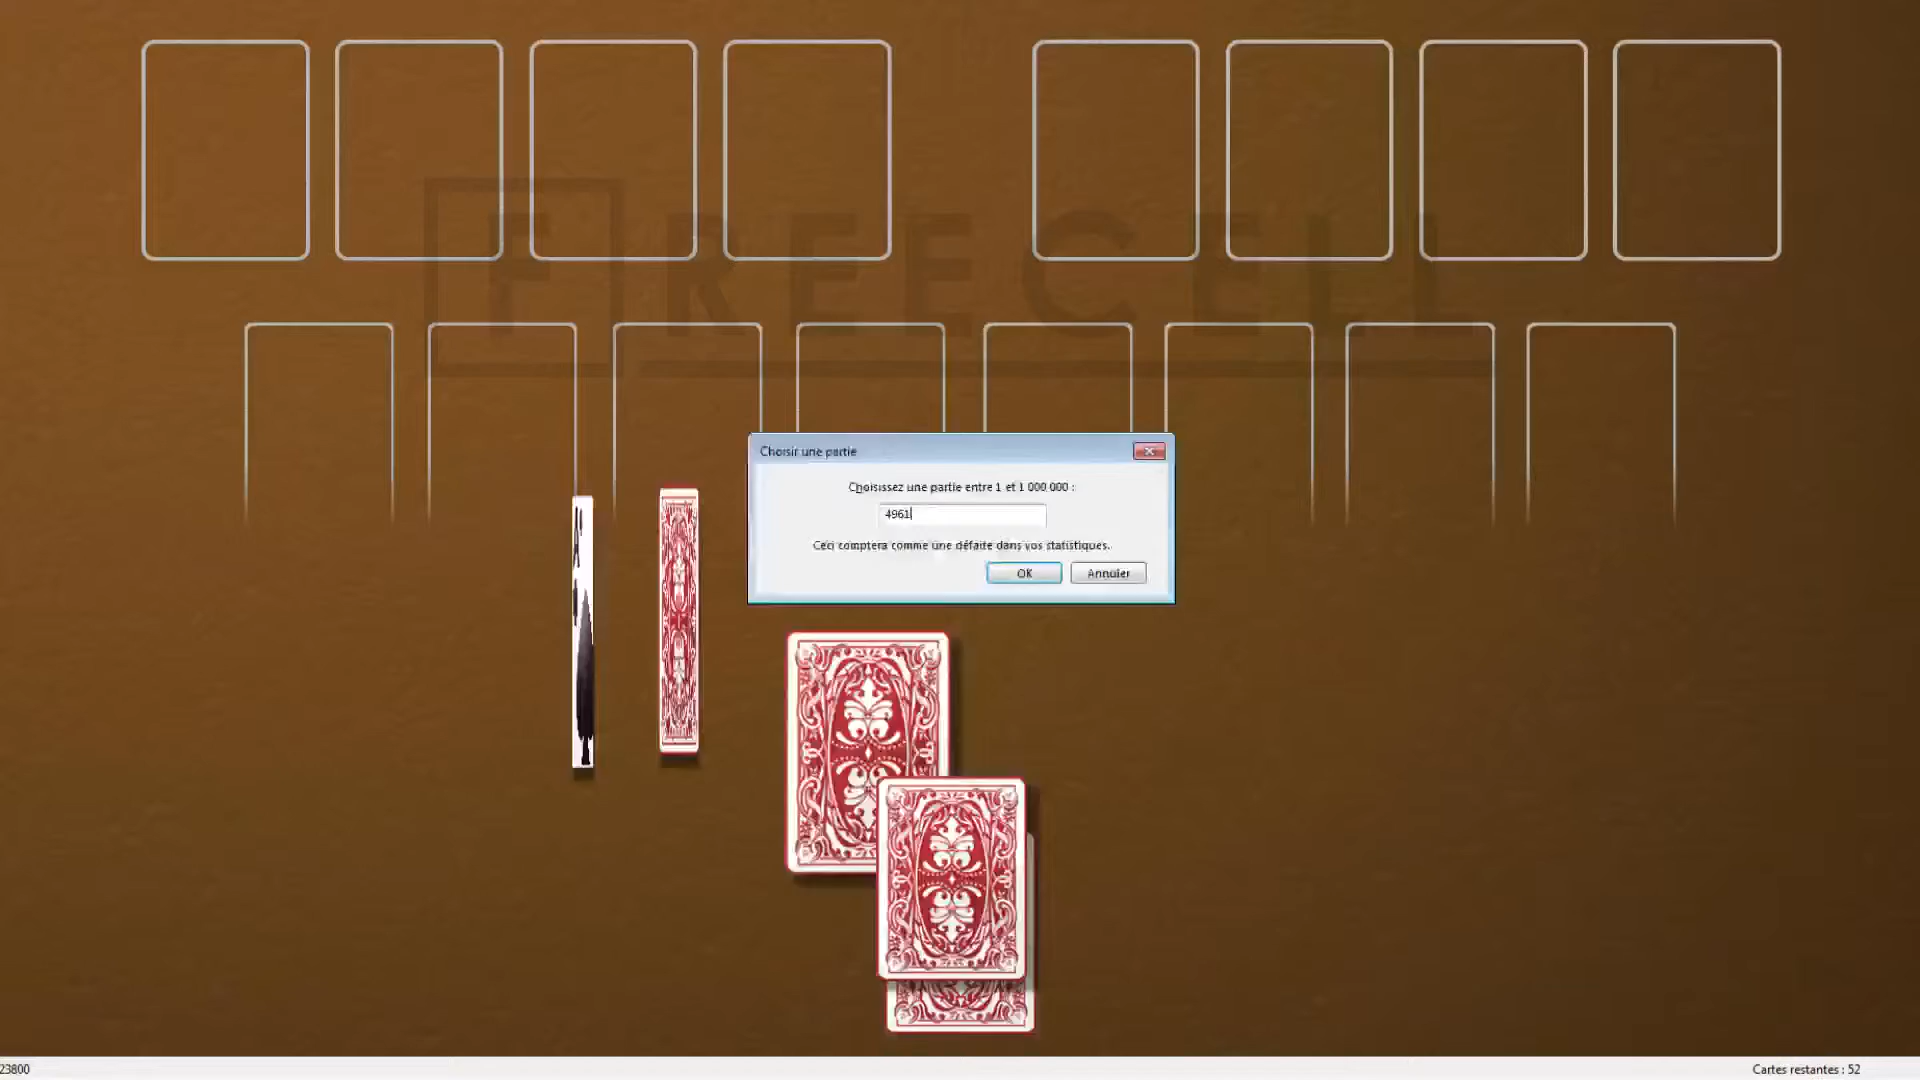 FREECELL
Choisir une partie
Choisissez une partie entre 1 et 1 000 000 :
4961
Ceci comptera comme une défaite dans vos statistiques.
OK
Annuler
23800
Cartes restantes : 52